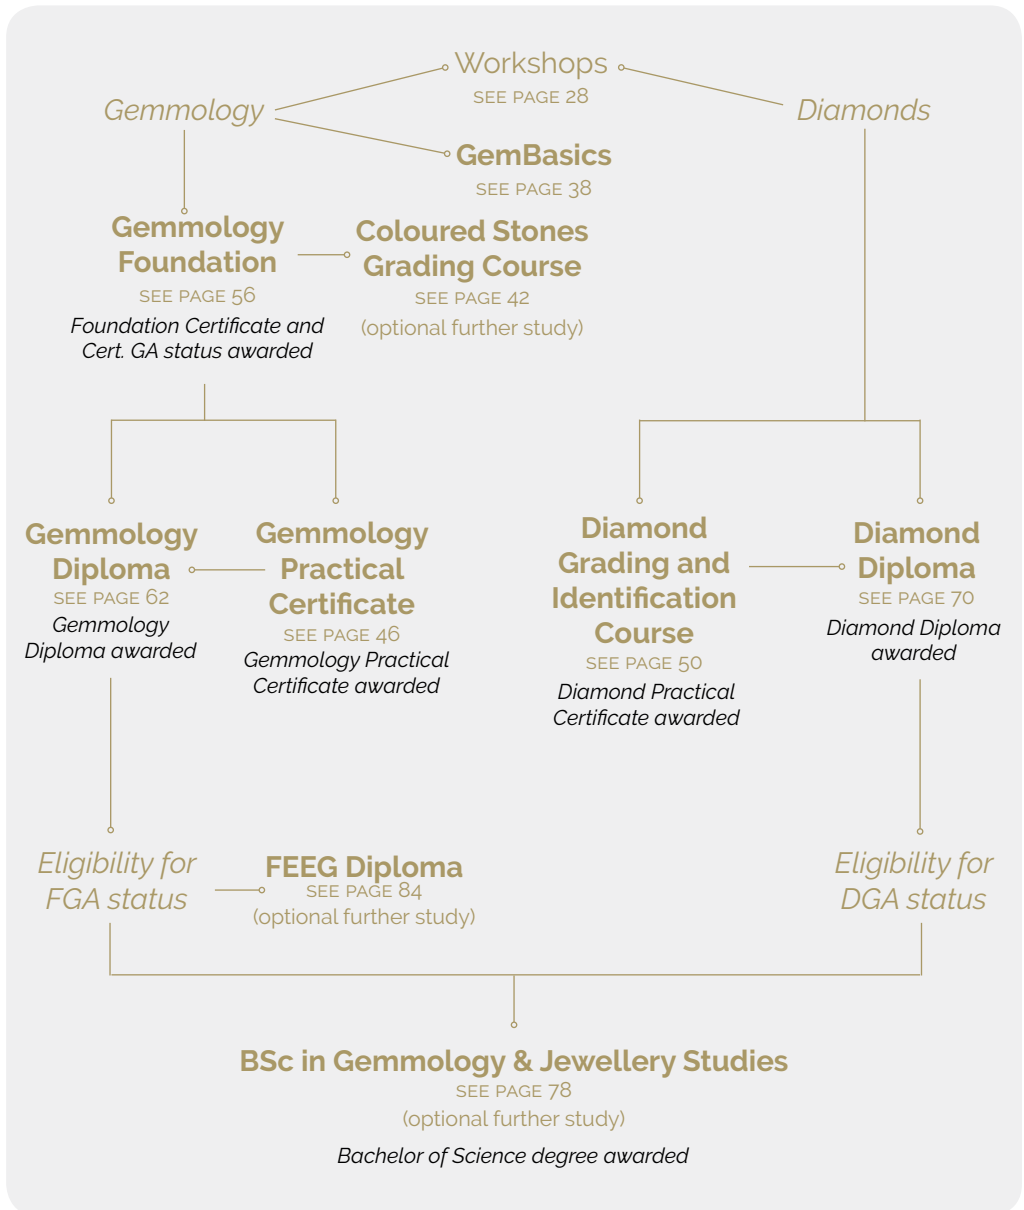 Workshops
SEE PAGE 28
Gemmology
Diamonds
GemBasics
SEE PAGE 38
Gemmology
Foundation
SEE PAGE 56
Foundation Certificate and
Cert. GA status awarded
Coloured Stones
Grading Course
SEE PAGE 42
(optional further study)
Gemmology
Diploma
SEE PAGE 62
Gemmology
Diploma awarded
Gemmology
Practical
Certificate
SEE PAGE 46
Gemmology Practical
Certificate awarded
Diamond
Grading and
Identification
Course
SEE PAGE 50
Diamond Practical
Certificate awarded
Diamond
Diploma
SEE PAGE 70
Diamond Diploma
awarded
Eligibility for
FGA status
FEEG Diploma
SEE PAGE 84
(optional further study)
Eligibility for
DGA status
BSc in Gemmology & Jewellery Studies
SEE PAGE 78
(optional further study)
Bachelor of Science degree awarded